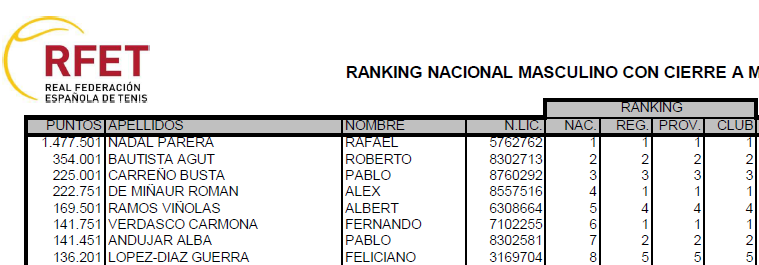 RFET
REAL FEDERACIÓN
ESPAÑOLA DE TENIS
RANKING NACIONAL MASCULINO CON CIERRE A M
RANKING
PUNTOS APELLIDOS NOMBRE N.LIC. NAC. REG. PROV. CLUB
1.477.501 NADAL PARERA RAFAEL 5762762 1 1 1 1
354.001 BAUTISTA AGUT ROBERTO 8302713 2 2 2 2
225.001 CARREÑO BUSTA PABLO 8760292 3 3 3 3
222.751 DE MIÑAUR ROMAN ALEX 8557516 4 1 1 1
169.501 RAMOS VIÑOLAS ALBERT 6308664 5 4 4 4
141.751 VERDASCO CARMONA FERNANDO 7102255 6 1 1 1
141.451 ANDUJAR ALBA PABLO 8302581 7 2 2 2
136.201 LOPEZ-DIAZ GUERRA FELICIANO 3169704 8 5 5 5